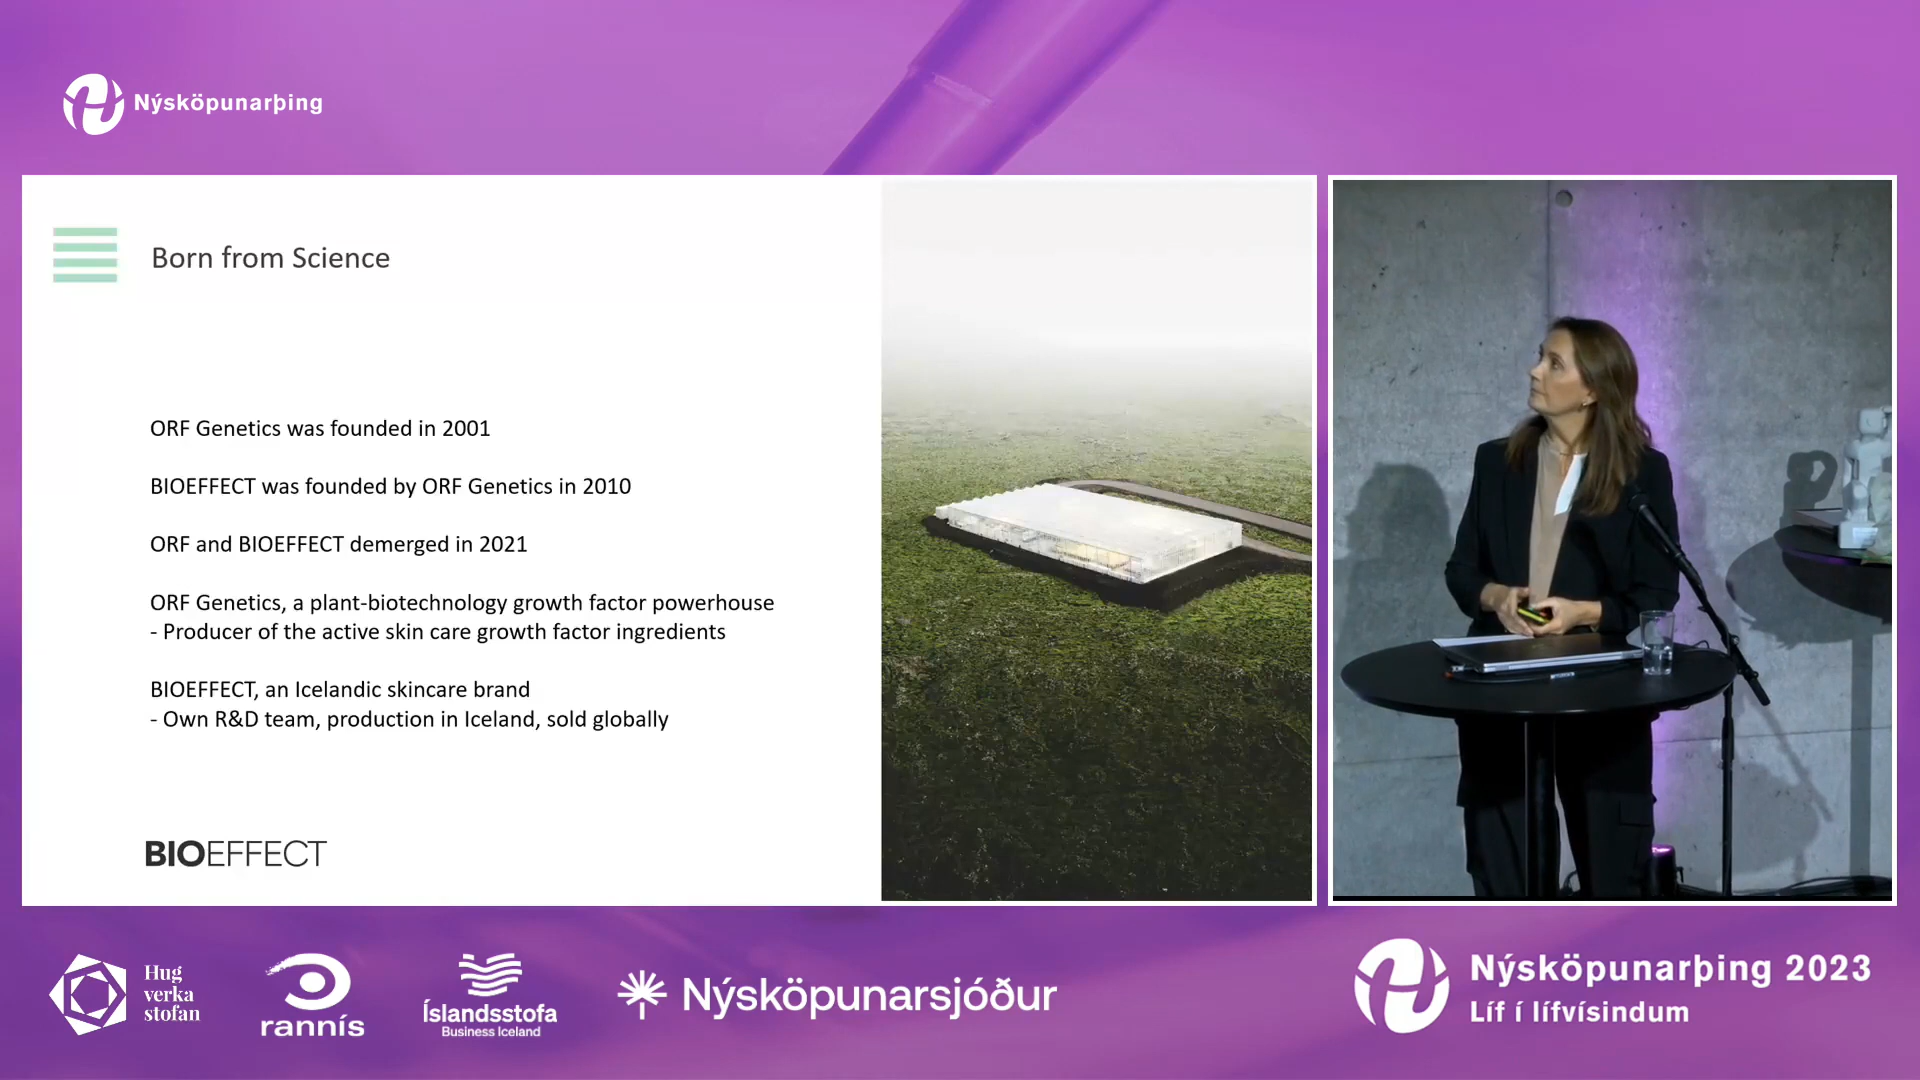 Nýsköpunarþing
Born from Science
ORF Genetics was founded in 2001
BIOEFFECT was founded by ORF Genetics in 2010
ORF and BIOEFFECT demerged in 2021
ORF Genetics, a plant-biotechnology growth factor powerhouse
- Producer of the active skin care growth factor ingredients
BIOEFFECT, an Icelandic skincare brand
- Own R&D team, production in Iceland, sold globally
BIOEFFECT
Hug
verka
stofan
rannís
Íslandsstofa
Business Iceland
Nýsköpunarsjóður
Nýsköpunarþing 2023
Líf í lífvísindum